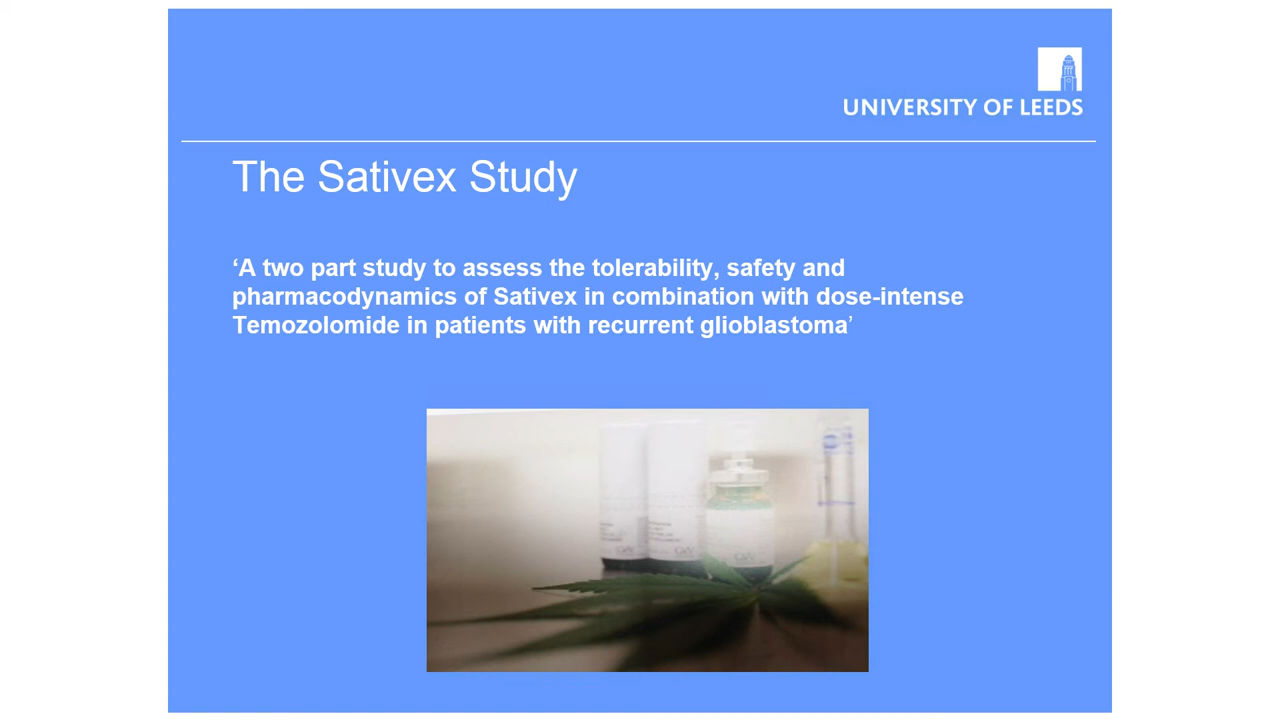 UNIVERSITY OF LEEDS
The Sativex Study
‘A two part study to assess the tolerability, safety and
pharmacodynamics of Sativex in combination with dose-intense
Temozolomide in patients with recurrent glioblastoma’